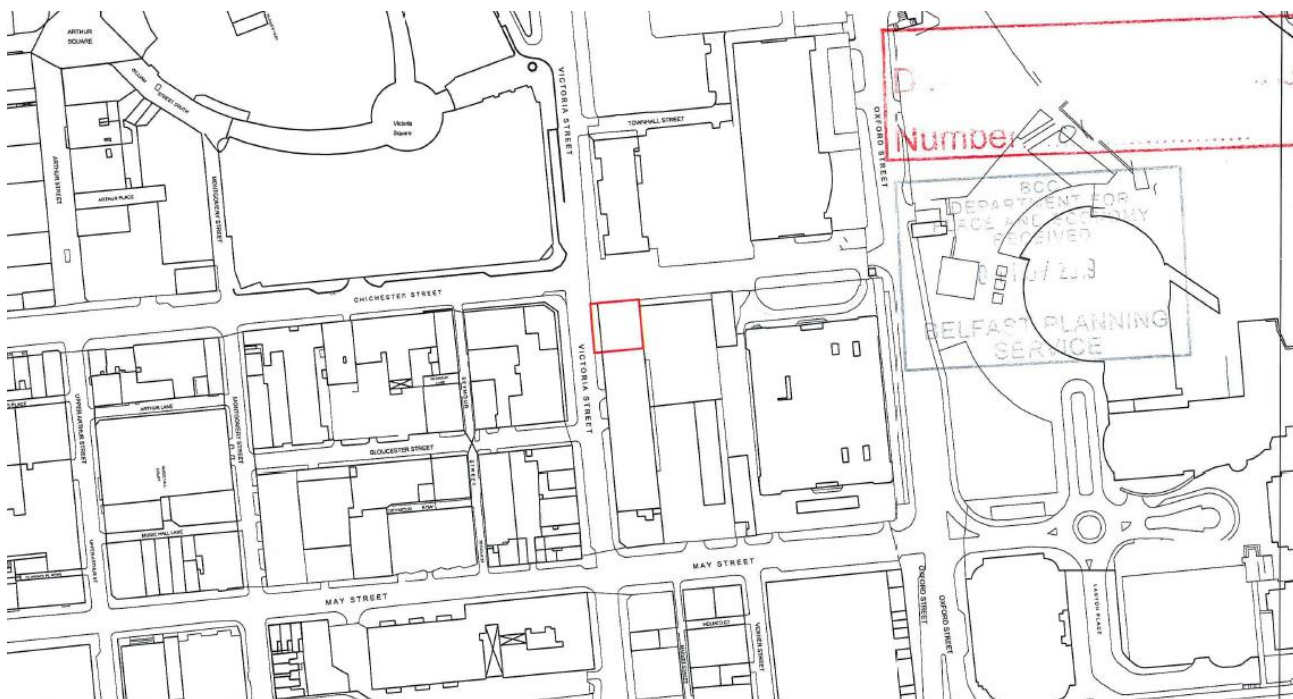 ARTHUR
SQUARE
VICTORIA STREET
Victoria
Square
TOWNHALL STREET
OXFORD STREET
Number
BCC
DEPARTMENT FOR
PLACE AND ECONOMY
RECEIVED
BELFAST PLANNING
SERVICE
ARTHUR STREET
ARTHUR PLACE
MONTGOMERY STREET
CHICHESTER STREET
VICTORIA STREET
SEYMOUR
STREET
UPPER ARTHUR STREET
ARTHUR LANE
MONTGOMERY STREET
GLOUCESTER STREET
SEYMOUR ROW
MUSIC HALL LANE
MAY STREET
MAY STREET
OXFORD STREET
OXFORD STREET
LANYON PLACE